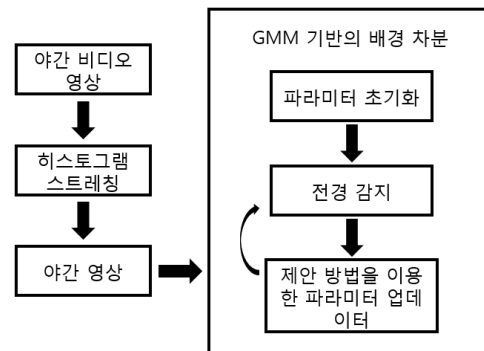 야간 비디오
영상
히스토그램
스트레칭
야간 영상
GMM 기반의 배경 차분
파라미터 초기화
전경 감지
제안 방법을 이용
한 파라미터 업데
이터